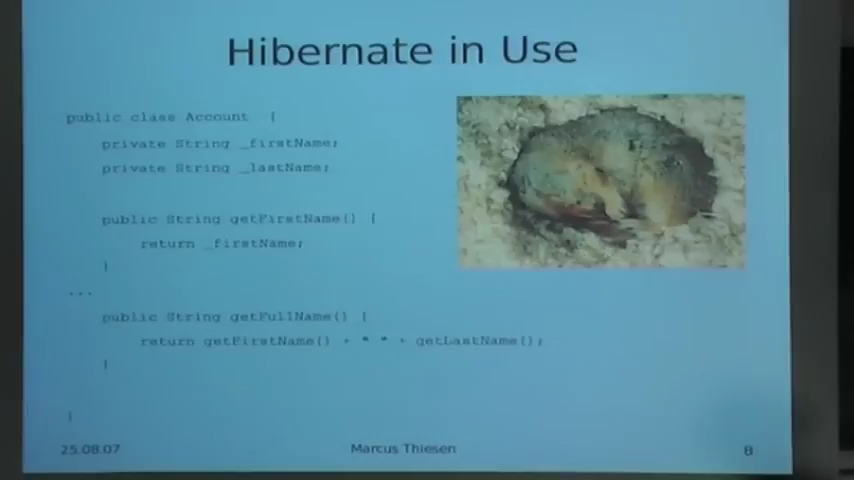 Hibernate in Use
public class Account {
private String _firstName;
private String _lastName;
public String getFirstName() {
return _firstName;
}
...
public String getFullName() {
return getFirstName() + " " + getLastName();
}
}
25.08.07
Marcus Thiesen
8